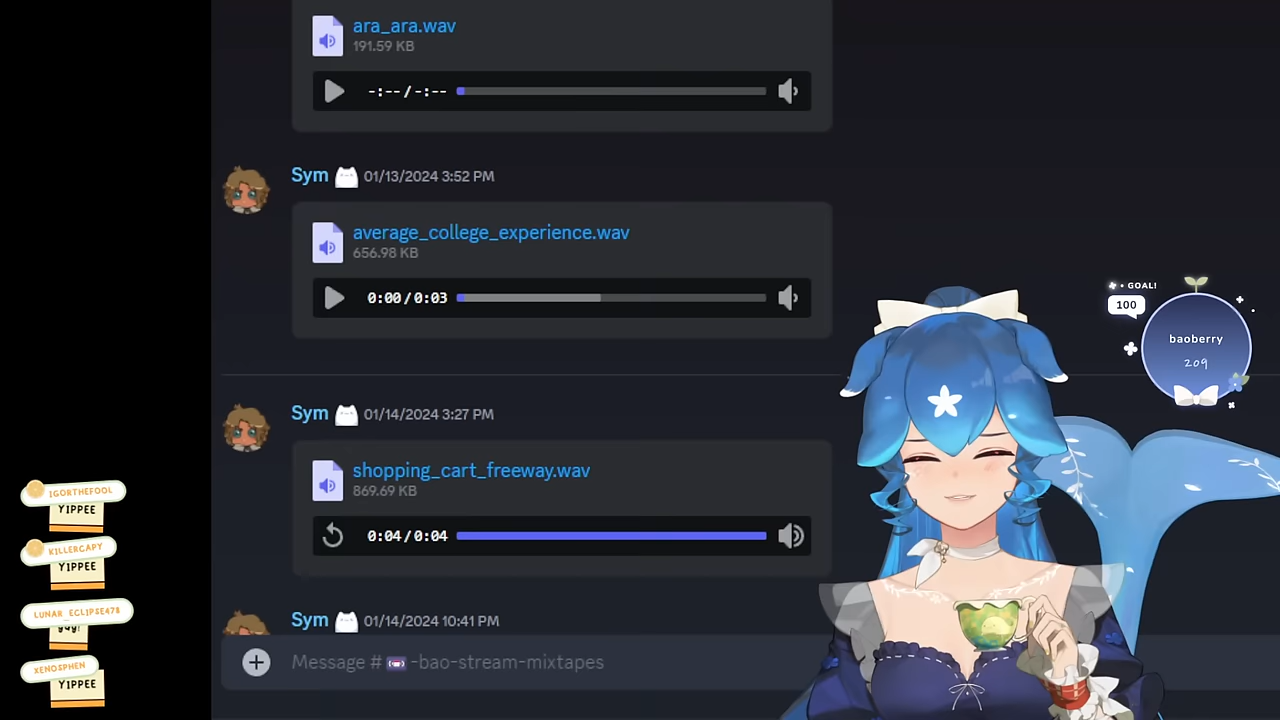 ara_ara.wav
191.59 KB
-:-- / -:--
Sym 01/13/2024 3:52 PM
average_college_experience.wav
656.98 KB
0:00 / 0:03
• GOAL!
100
baoberry
209
Sym 01/14/2024 3:27 PM
shopping_cart_freeway.wav
869.69 KB
0:04 / 0:04
Sym 01/14/2024 10:41 PM
Message # -bao-stream-mixtapes
IGORTHEFOOL
YIPPEE
KILLERCAPY
YIPPEE
LUNAR_ECLIPSE478
XENOSPHEN
YIPPEE